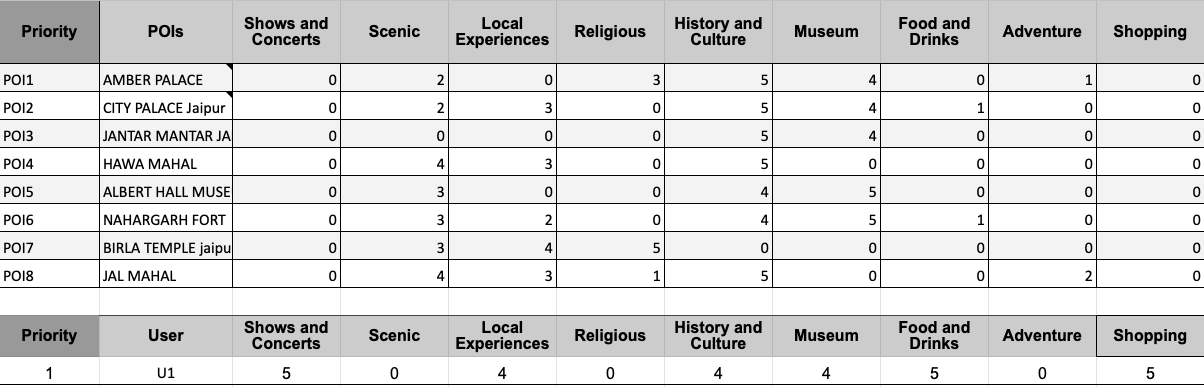 Priority POIs Shows and Concerts Scenic Local Experiences Religious History and Culture Museum Food and Drinks Adventure Shopping
POI1 AMBER PALACE 0 2 0 3 5 4 0 1 0
POI2 CITY PALACE Jaipur 0 2 3 0 5 4 1 0 0
POI3 JANTAR MANTAR JA 0 0 0 0 5 4 0 0 0
POI4 HAWA MAHAL 0 4 3 0 5 0 0 0 0
POI5 ALBERT HALL MUSE 0 3 0 0 4 5 0 0 0
POI6 NAHARGARH FORT 0 3 2 0 4 5 1 0 0
POI7 BIRLA TEMPLE jaipu 0 3 4 5 0 0 0 0 0
POI8 JAL MAHAL 0 4 3 1 5 0 0 2 0
Priority User Shows and Concerts Scenic Local Experiences Religious History and Culture Museum Food and Drinks Adventure Shopping
1 U1 5 0 4 0 4 4 5 0 5